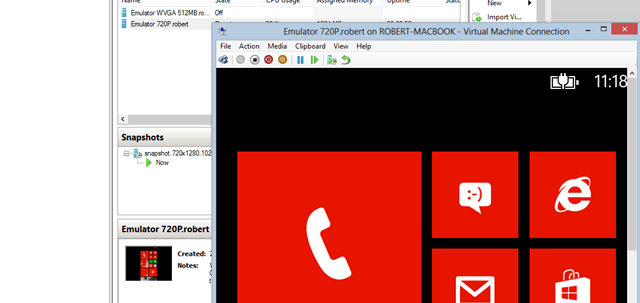 Name State CPU Usage Assigned Memory Uptime
Emulator WVGA 512MB.ro... Off
Emulator 720P.robert
New
Import Vi...
Emulator 720P.robert on ROBERT-MACBOOK - Virtual Machine Connection
File Action Media Clipboard View Help
11:18
Snapshots
snapshot.720x1280.102
Now
Emulator 720P.robert
Created: 2
Notes: